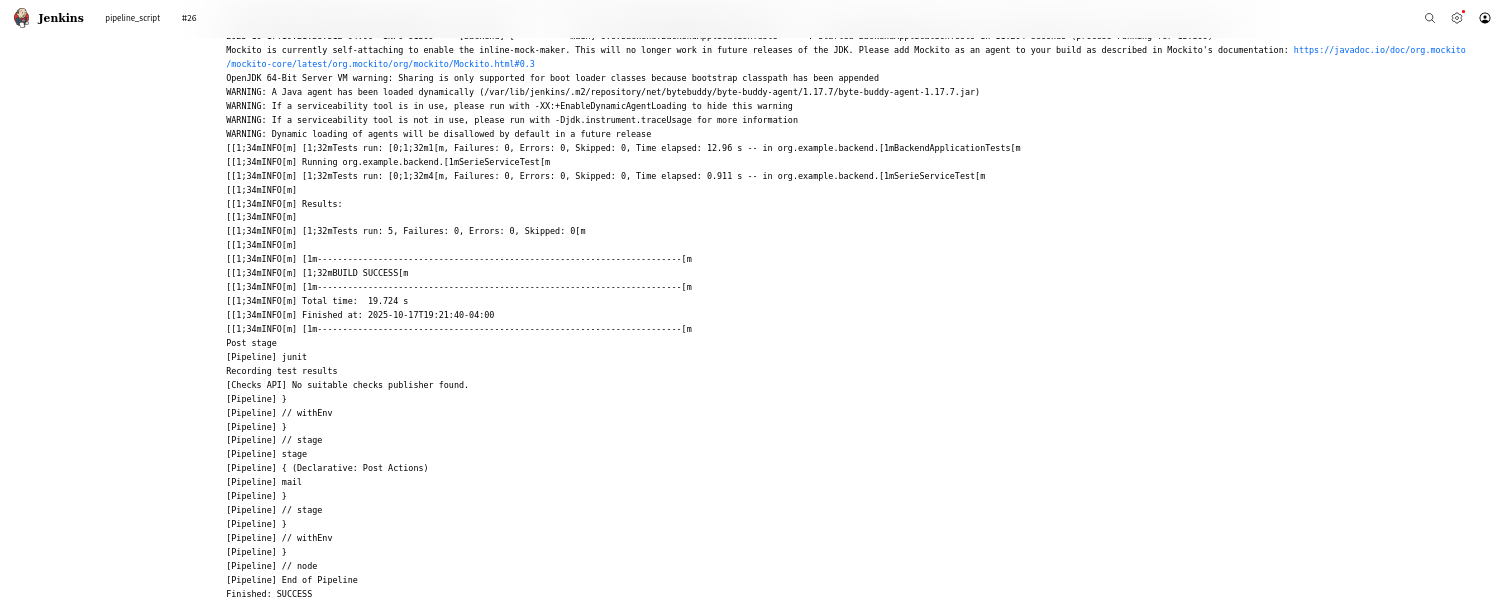 Jenkins
pipeline_script
#26
Mockito is currently self-attaching to enable the inline-mock-maker. This will no longer work in future releases of the JDK. Please add Mockito as an agent to your build as described in Mockito's documentation: https://javadoc.io/doc/org.mockito
/mockito-core/latest/org.mockito/org/mockito/Mockito.html#0.3
OpenJDK 64-Bit Server VM warning: Sharing is only supported for boot loader classes because bootstrap classpath has been appended
WARNING: A Java agent has been loaded dynamically (/var/lib/jenkins/.m2/repository/net/bytebuddy/byte-buddy-agent/1.17.7/byte-buddy-agent-1.17.7.jar)
WARNING: If a serviceability tool is in use, please run with -XX:+EnableDynamicAgentLoading to hide this warning
WARNING: If a serviceability tool is not in use, please run with -Djdk.instrument.traceUsage for more information
WARNING: Dynamic loading of agents will be disallowed by default in a future release
[[1;34mINFO[m] [1;32mTests run: [0;1;32m1[m, Failures: 0, Errors: 0, Skipped: 0, Time elapsed: 12.96 s -- in org.example.backend.[1mBackendApplicationTests[m
[[1;34mINFO[m] Running org.example.backend.[1mSerieServiceTest[m
[[1;34mINFO[m] [1;32mTests run: [0;1;32m4[m, Failures: 0, Errors: 0, Skipped: 0, Time elapsed: 0.911 s -- in org.example.backend.[1mSerieServiceTest[m
[[1;34mINFO[m]
[[1;34mINFO[m] Results:
[[1;34mINFO[m]
[[1;34mINFO[m] [1;32mTests run: 5, Failures: 0, Errors: 0, Skipped: 0[m
[[1;34mINFO[m]
[[1;34mINFO[m] [1m------------------------------------------------------------------------[m
[[1;34mINFO[m] [1;32mBUILD SUCCESS[m
[[1;34mINFO[m] [1m------------------------------------------------------------------------[m
[[1;34mINFO[m] Total time:  19.724 s
[[1;34mINFO[m] Finished at: 2025-10-17T19:21:40-04:00
[[1;34mINFO[m] [1m------------------------------------------------------------------------[m
Post stage
[Pipeline] junit
Recording test results
[Checks API] No suitable checks publisher found.
[Pipeline] }
[Pipeline] // withEnv
[Pipeline] }
[Pipeline] // stage
[Pipeline] stage
[Pipeline] { (Declarative: Post Actions)
[Pipeline] mail
[Pipeline] }
[Pipeline] // stage
[Pipeline] }
[Pipeline] // withEnv
[Pipeline] }
[Pipeline] // node
[Pipeline] End of Pipeline
Finished: SUCCESS